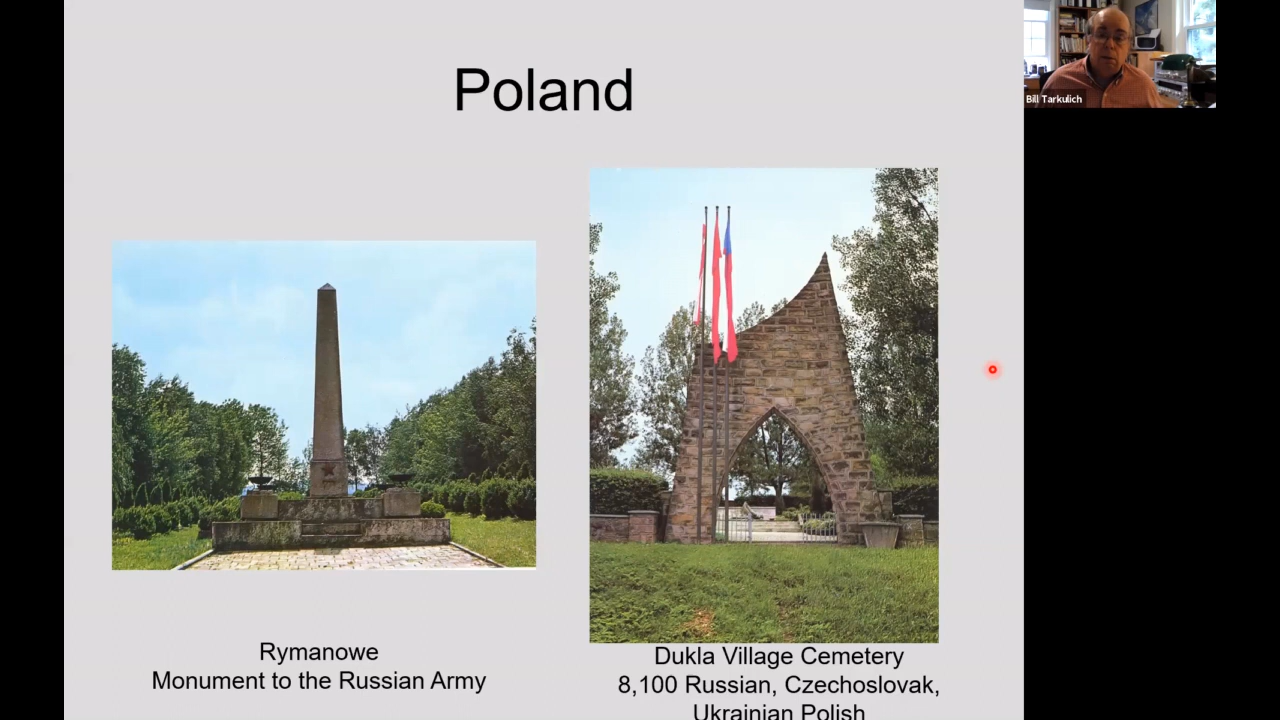 Poland
Bill Tarkulich
Rymanowe
Monument to the Russian Army
Dukla Village Cemetery
8,100 Russian, Czechoslovak,
Ukrainian Polish